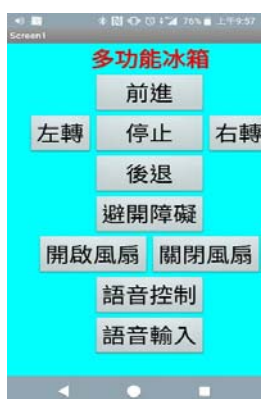 76% 上午9:57
Screen1
多功能冰箱
前進
左轉 停止 右轉
後退
避開障礙
開啟風扇 關閉風扇
語音控制
語音輸入